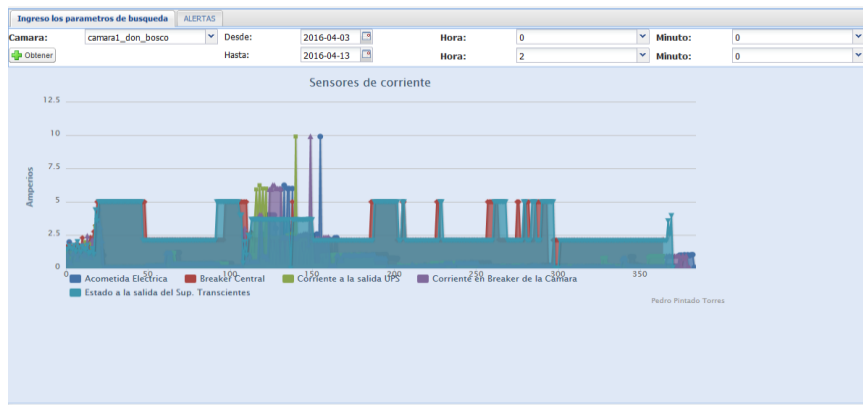 Ingreso los parametros de busqueda ALERTAS
Camara: camara1_don_bosco Desde: 2016-04-03 Hora: 0 Minuto: 0
Obtener Hasta: 2016-04-13 Hora: 2 Minuto: 0
Sensores de corriente
12.5
10
7.5
5
2.5
0
Amperios
0 50 100 150 200 250 300 350
Acometida Electrica Breaker Central Corriente a la salida UPS Corriente en Breaker de la Cámara
Estado a la salida del Sup. Transcientes
Pedro Pintado Torres